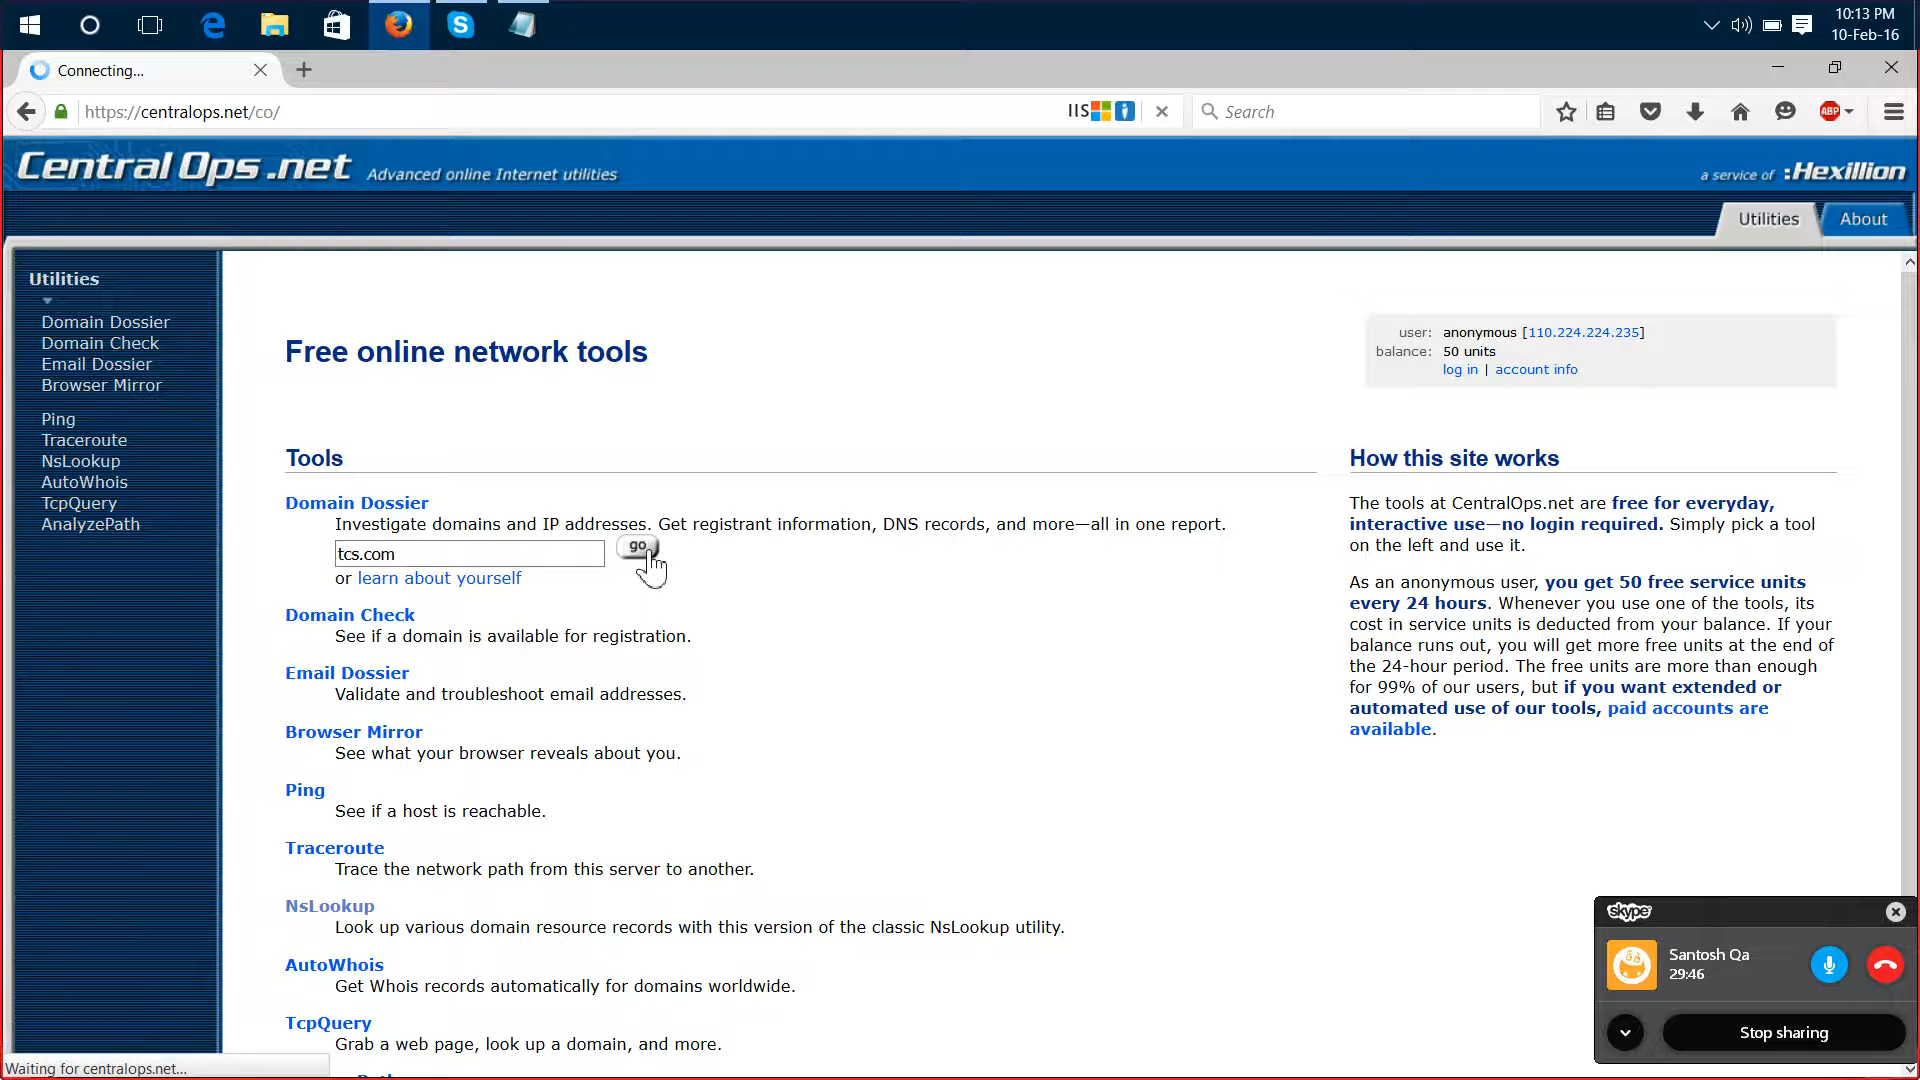 10:13 PM
10-Feb-16
Connecting...
https://centralops.net/co/
IIS
Search
ABP
Central Ops .net Advanced online Internet utilities
a service of :Hexillion
Utilities
About
Utilities
Domain Dossier
Domain Check
Email Dossier
Browser Mirror
Ping
Traceroute
NsLookup
AutoWhois
TcpQuery
AnalyzePath
Free online network tools
user: anonymous [110.224.224.235]
balance: 50 units
log in | account info
Tools
Domain Dossier
Investigate domains and IP addresses. Get registrant information, DNS records, and more—all in one report.
tcs.com
go
or learn about yourself
Domain Check
See if a domain is available for registration.
Email Dossier
Validate and troubleshoot email addresses.
Browser Mirror
See what your browser reveals about you.
Ping
See if a host is reachable.
Traceroute
Trace the network path from this server to another.
NsLookup
Look up various domain resource records with this version of the classic NsLookup utility.
AutoWhois
Get Whois records automatically for domains worldwide.
TcpQuery
Grab a web page, look up a domain, and more.
How this site works
The tools at CentralOps.net are free for everyday,
interactive use—no login required. Simply pick a tool
on the left and use it.
As an anonymous user, you get 50 free service units
every 24 hours. Whenever you use one of the tools, its
cost in service units is deducted from your balance. If your
balance runs out, you will get more free units at the end of
the 24-hour period. The free units are more than enough
for 99% of our users, but if you want extended or
automated use of our tools, paid accounts are
available.
skype
Santosh Qa
29:46
Stop sharing
Waiting for centralops.net...